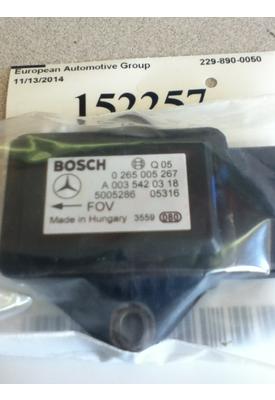 European Automotive Group 229-890-0050
11/13/2014
152257
BOSCH Q 05
0 265 005 267
A 003 542 03 18
5005286 05316
FOV
Made in Hungary 3559 080